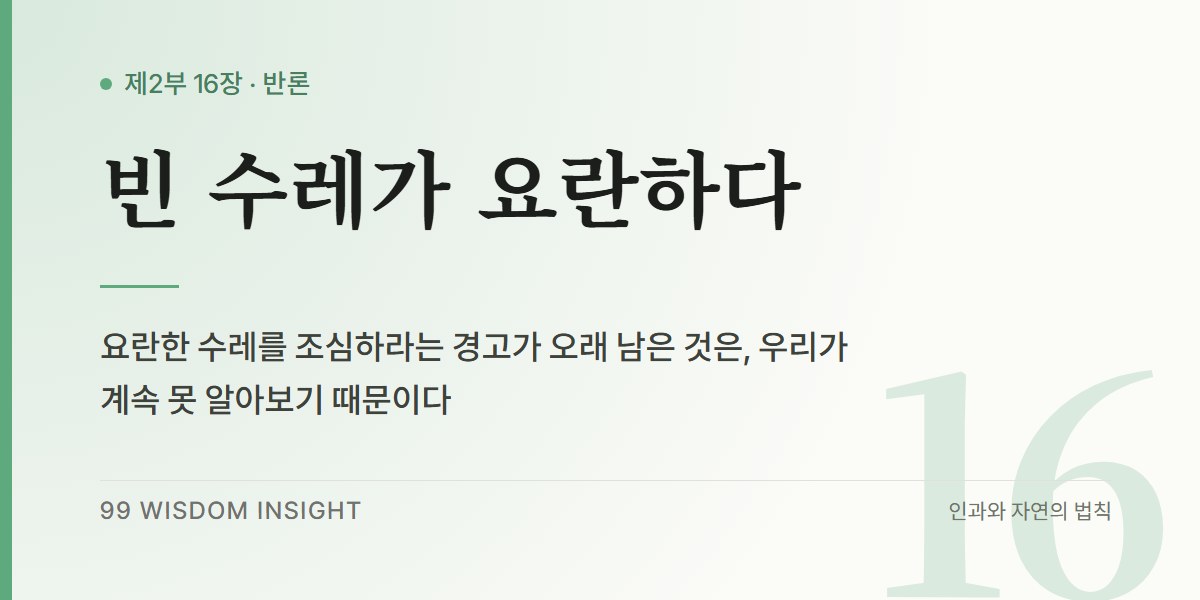 제2부 16장 · 반론
빈 수레가 요란하다
요란한 수레를 조심하라는 경고가 오래 남은 것은, 우리가
계속 못 알아보기 때문이다
99 WISDOM INSIGHT
인과와 자연의 법칙
16